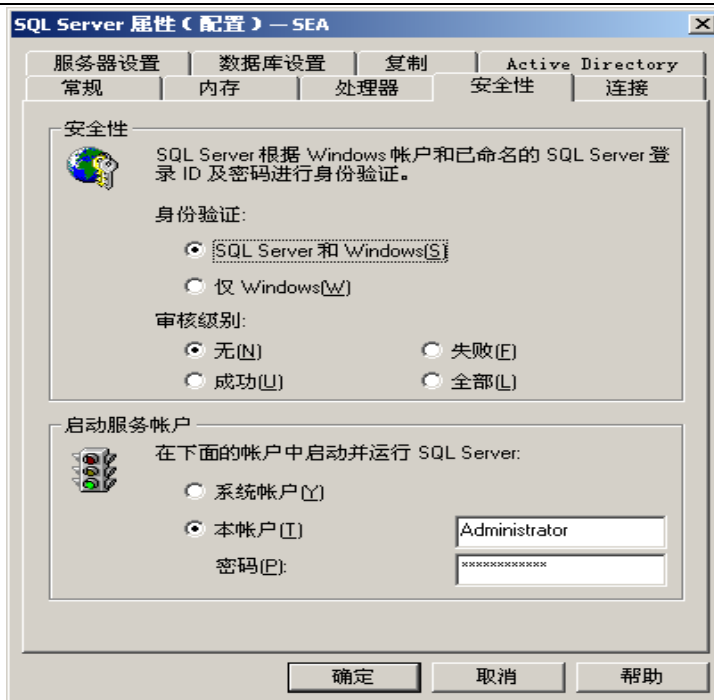 SQL Server 属性（配置）— SEA
服务器设置 数据库设置 复制 Active Directory
常规 内存 处理器 安全性 连接
安全性
SQL Server 根据 Windows 帐户和已命名的 SQL Server 登
录 ID 及密码进行身份验证。
身份验证:
SQL Server 和 Windows(S)
仅 Windows(W)
审核级别:
无(N) 失败(F)
成功(U) 全部(L)
启动服务帐户
在下面的帐户中启动并运行 SQL Server:
系统帐户(Y)
本帐户(T) Administrator
密码(P): ************
确定 取消 帮助